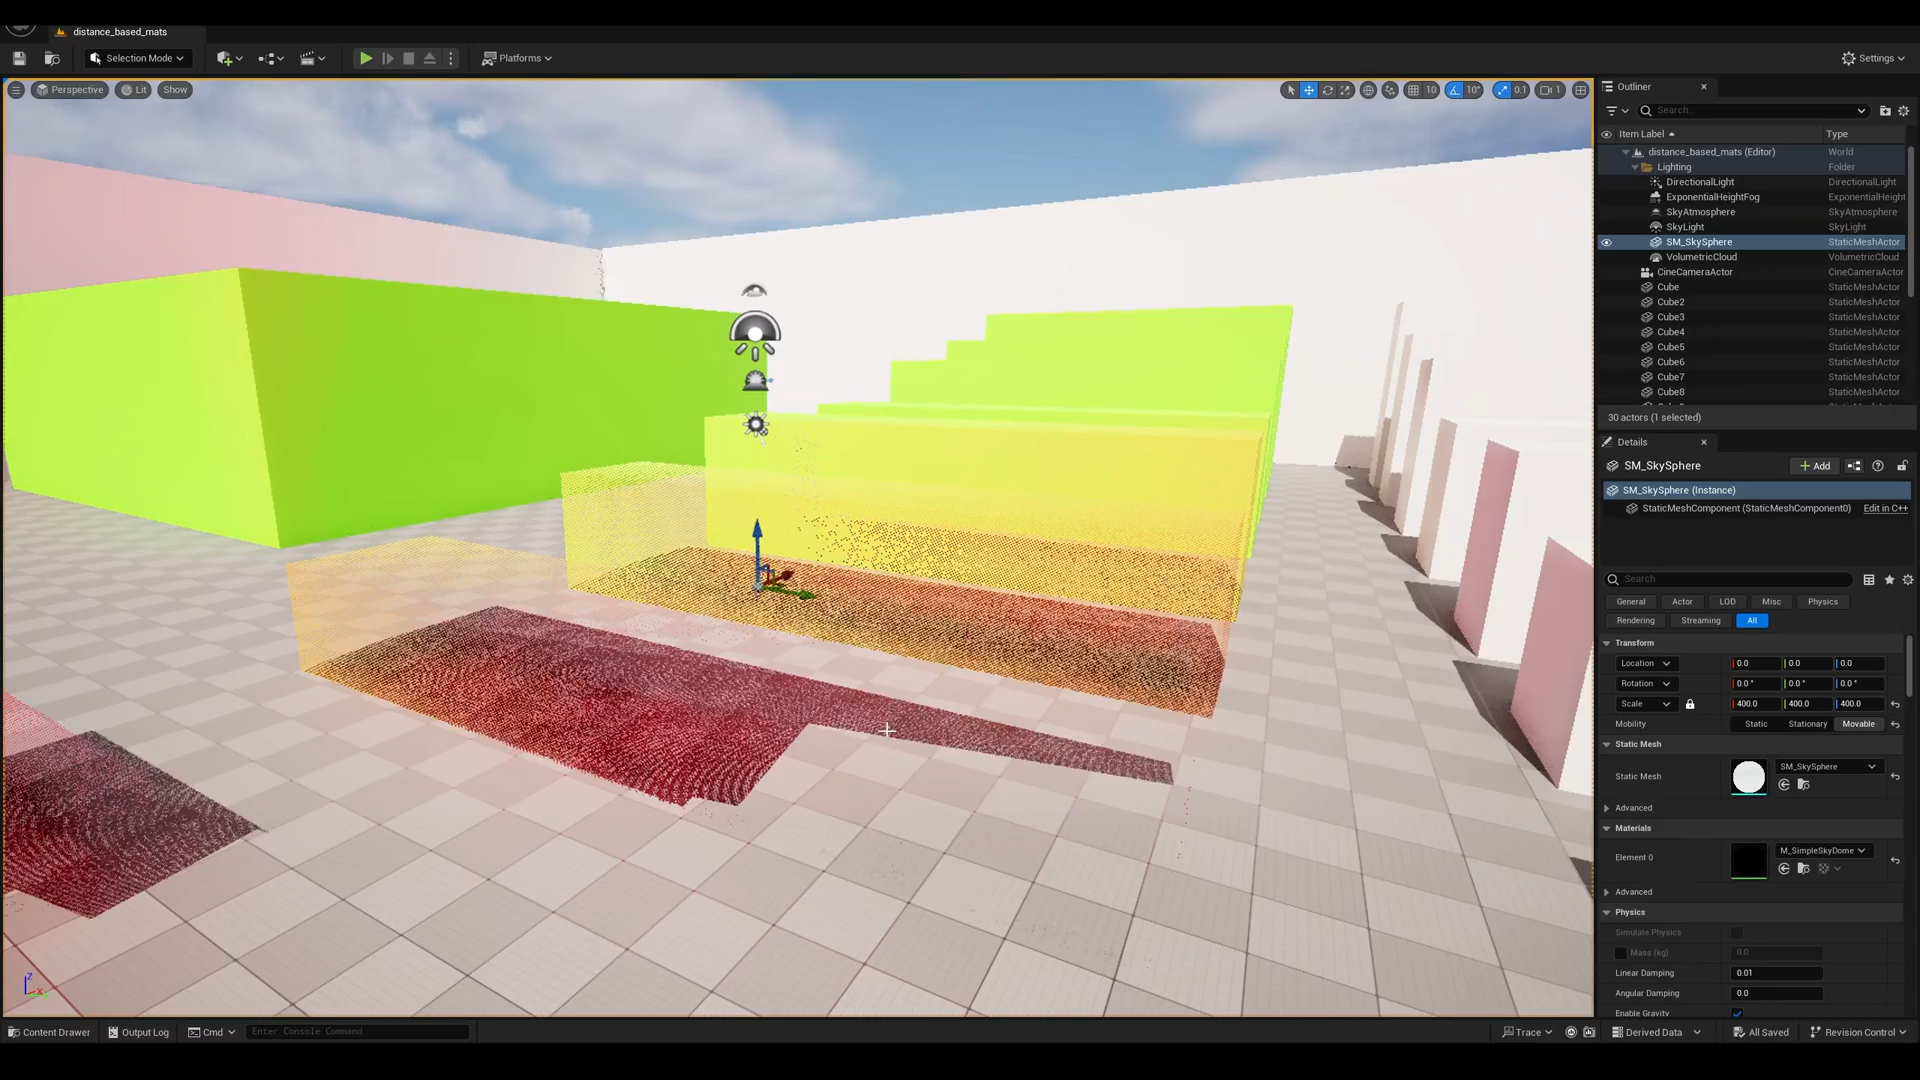 distance_based_mats
Selection Mode
Platforms
Settings
Perspective
Lit
Show
10
10°
0.1
1
Outliner
Search...
Item Label
Type
distance_based_mats (Editor)
World
Lighting
Folder
DirectionalLight
DirectionalLight
ExponentialHeightFog
ExponentialHeight
SkyAtmosphere
SkyAtmosphere
SkyLight
SkyLight
SM_SkySphere
StaticMeshActor
VolumetricCloud
VolumetricCloud
CineCameraActor
CineCameraActor
Cube
StaticMeshActor
Cube2
StaticMeshActor
Cube3
StaticMeshActor
Cube4
StaticMeshActor
Cube5
StaticMeshActor
Cube6
StaticMeshActor
Cube7
StaticMeshActor
Cube8
StaticMeshActor
30 actors (1 selected)
Details
SM_SkySphere
Add
SM_SkySphere (Instance)
StaticMeshComponent (StaticMeshComponent0)
Edit in C++
Search
General
Actor
LOD
Misc
Physics
Rendering
Streaming
All
Transform
Location
0.0
0.0
0.0
Rotation
0.0 °
0.0 °
0.0 °
Scale
400.0
400.0
400.0
Mobility
Static
Stationary
Movable
Static Mesh
Static Mesh
SM_SkySphere
Advanced
Materials
Element 0
M_SimpleSkyDome
Advanced
Physics
Simulate Physics
Mass (kg)
0.0
Linear Damping
0.01
Angular Damping
0.0
Enable Gravity
Z
X
Content Drawer
Output Log
Cmd
Enter Console Command
Trace
Derived Data
All Saved
Revision Control